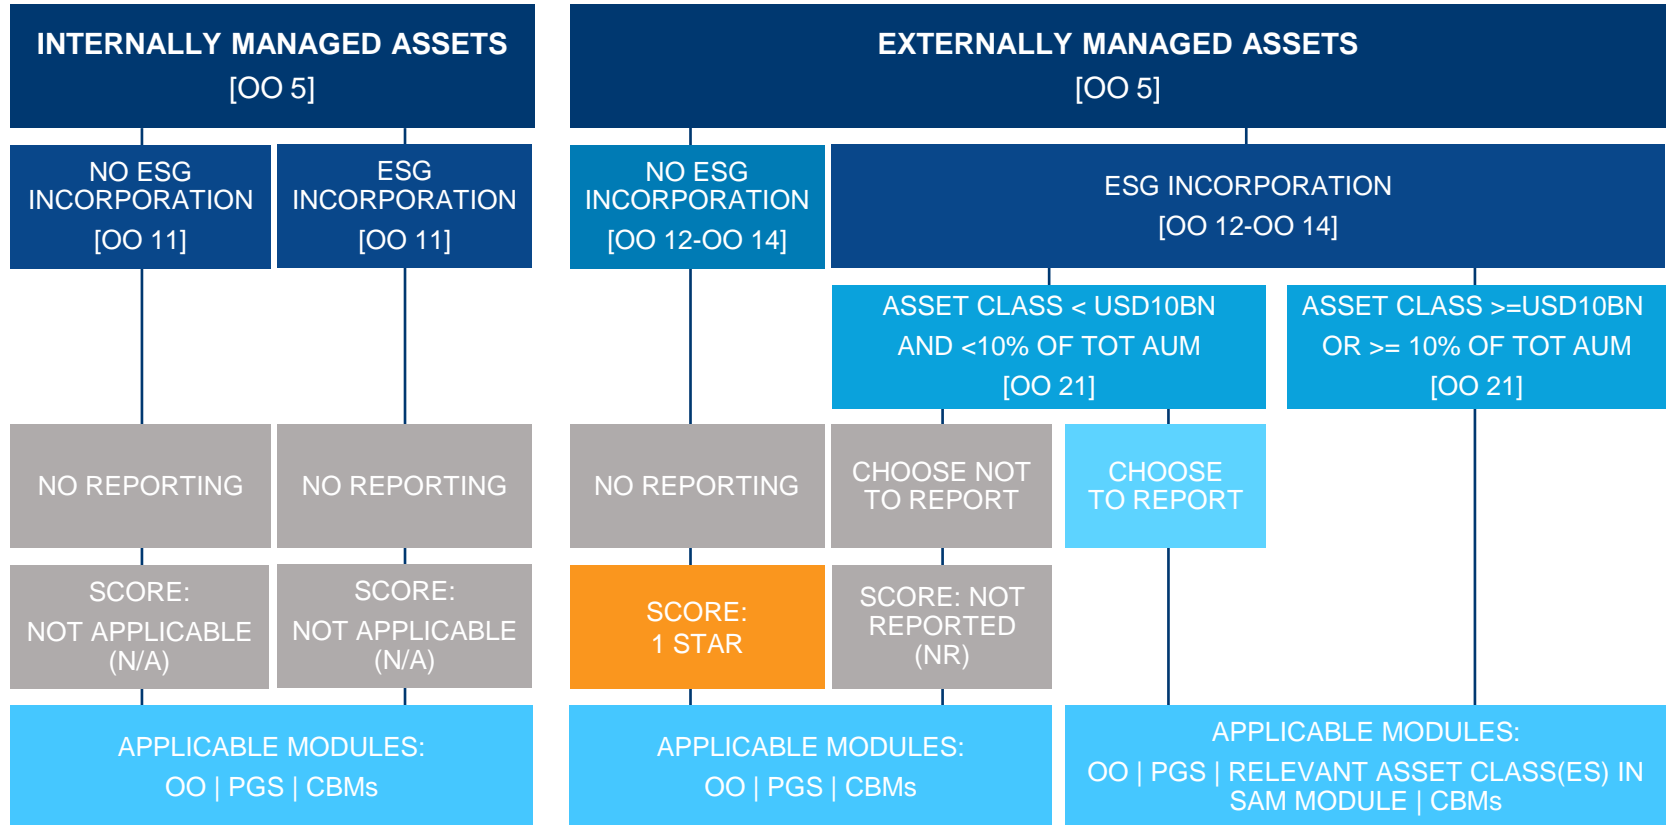 INTERNALLY MANAGED ASSETS
[OO 5]
EXTERNALLY MANAGED ASSETS
[OO 5]
NO ESG
INCORPORATION
[OO 11]
ESG
INCORPORATION
[OO 11]
NO ESG
INCORPORATION
[OO 12-OO 14]
ESG INCORPORATION
[OO 12-OO 14]
ASSET CLASS < USD10BN
AND <10% OF TOT AUM
[OO 21]
ASSET CLASS >=USD10BN
OR >= 10% OF TOT AUM
[OO 21]
NO REPORTING
NO REPORTING
NO REPORTING
CHOOSE NOT
TO REPORT
CHOOSE
TO REPORT
SCORE:
NOT APPLICABLE
(N/A)
SCORE:
NOT APPLICABLE
(N/A)
SCORE:
1 STAR
SCORE: NOT
REPORTED
(NR)
APPLICABLE MODULES:
OO | PGS | CBMs
APPLICABLE MODULES:
OO | PGS | CBMs
APPLICABLE MODULES:
OO | PGS | RELEVANT ASSET CLASS(ES) IN
SAM MODULE | CBMs